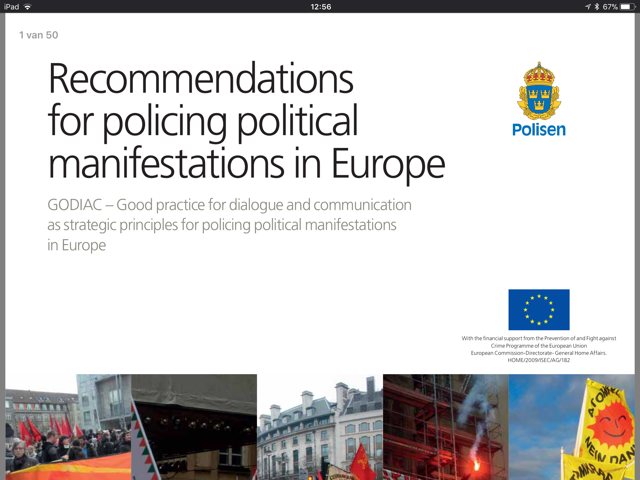 iPad 12:56 67%
1 van 50
Recommendations
for policing political
manifestations in Europe
Polisen
GODIAC – Good practice for dialogue and communication
as strategic principles for policing political manifestations
in Europe
With the financial support from the Prevention of and Fight against
Crime Programme of the European Union
European Commission-Directorate- General Home Affairs.
HOME/2009/ISEC/AG/182
NEIN DAN